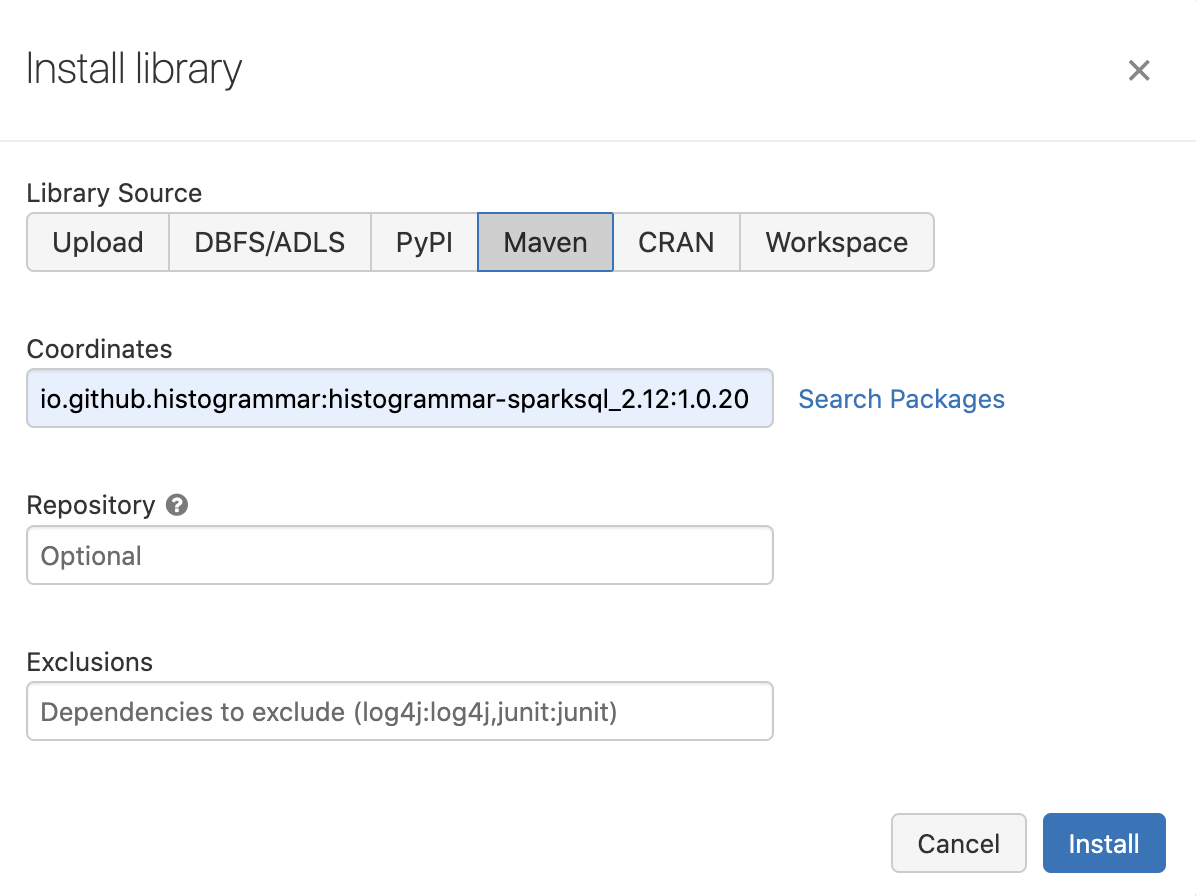 Install library
Library Source
Upload DBFS/ADLS PyPI Maven CRAN Workspace
Coordinates
io.github.histogrammar:histogrammar-sparksql_2.12:1.0.20 Search Packages
Repository ?
Optional
Exclusions
Dependencies to exclude (log4j:log4j,junit:junit)
Cancel Install